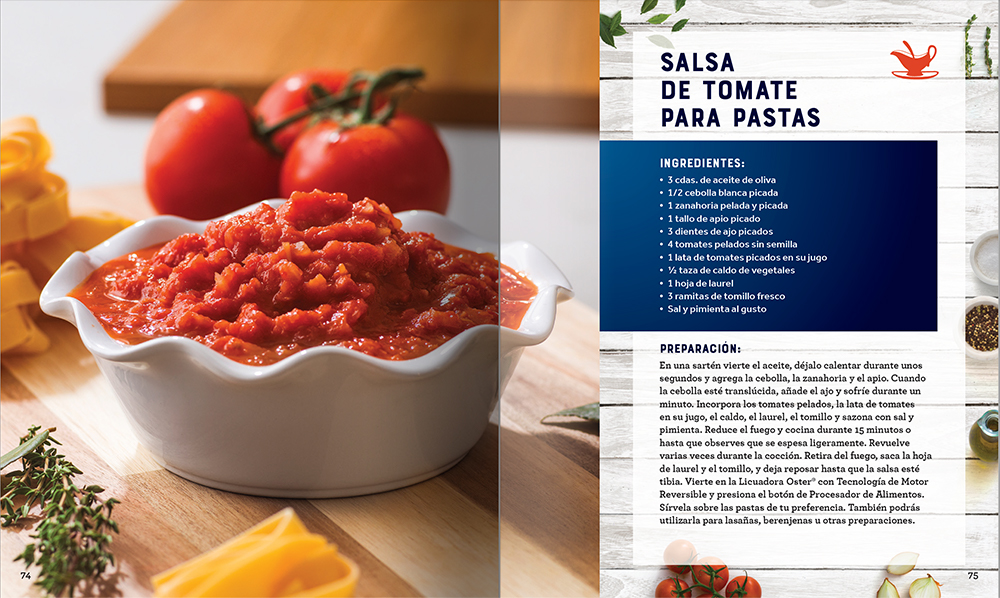 SALSA
DE TOMATE
PARA PASTAS
INGREDIENTES:
• 3 cdas. de aceite de oliva
• 1/2 cebolla blanca picada
• 1 zanahoria pelada y picada
• 1 tallo de apio picado
• 3 dientes de ajo picados
• 4 tomates pelados sin semilla
• 1 lata de tomates picados en su jugo
• ½ taza de caldo de vegetales
• 1 hoja de laurel
• 3 ramitas de tomillo fresco
• Sal y pimienta al gusto
PREPARACIÓN:
En una sartén vierte el aceite, déjalo calentar durante unos
segundos y agrega la cebolla, la zanahoria y el apio. Cuando
la cebolla esté translúcida, añade el ajo y sofríe durante un
minuto. Incorpora los tomates pelados, la lata de tomates
en su jugo, el caldo, el laurel, el tomillo y sazona con sal y
pimienta. Reduce el fuego y cocina durante 15 minutos o
hasta que observes que se espesa ligeramente. Revuelve
varias veces durante la cocción. Retira del fuego, saca la hoja
de laurel y el tomillo, y deja reposar hasta que la salsa esté
tibia. Vierte en la Licuadora Oster® con Tecnología de Motor
Reversible y presiona el botón de Procesador de Alimentos.
Sírvela sobre las pastas de tu preferencia. También podrás
utilizarla para lasañas, berenjenas u otras preparaciones.
74
75